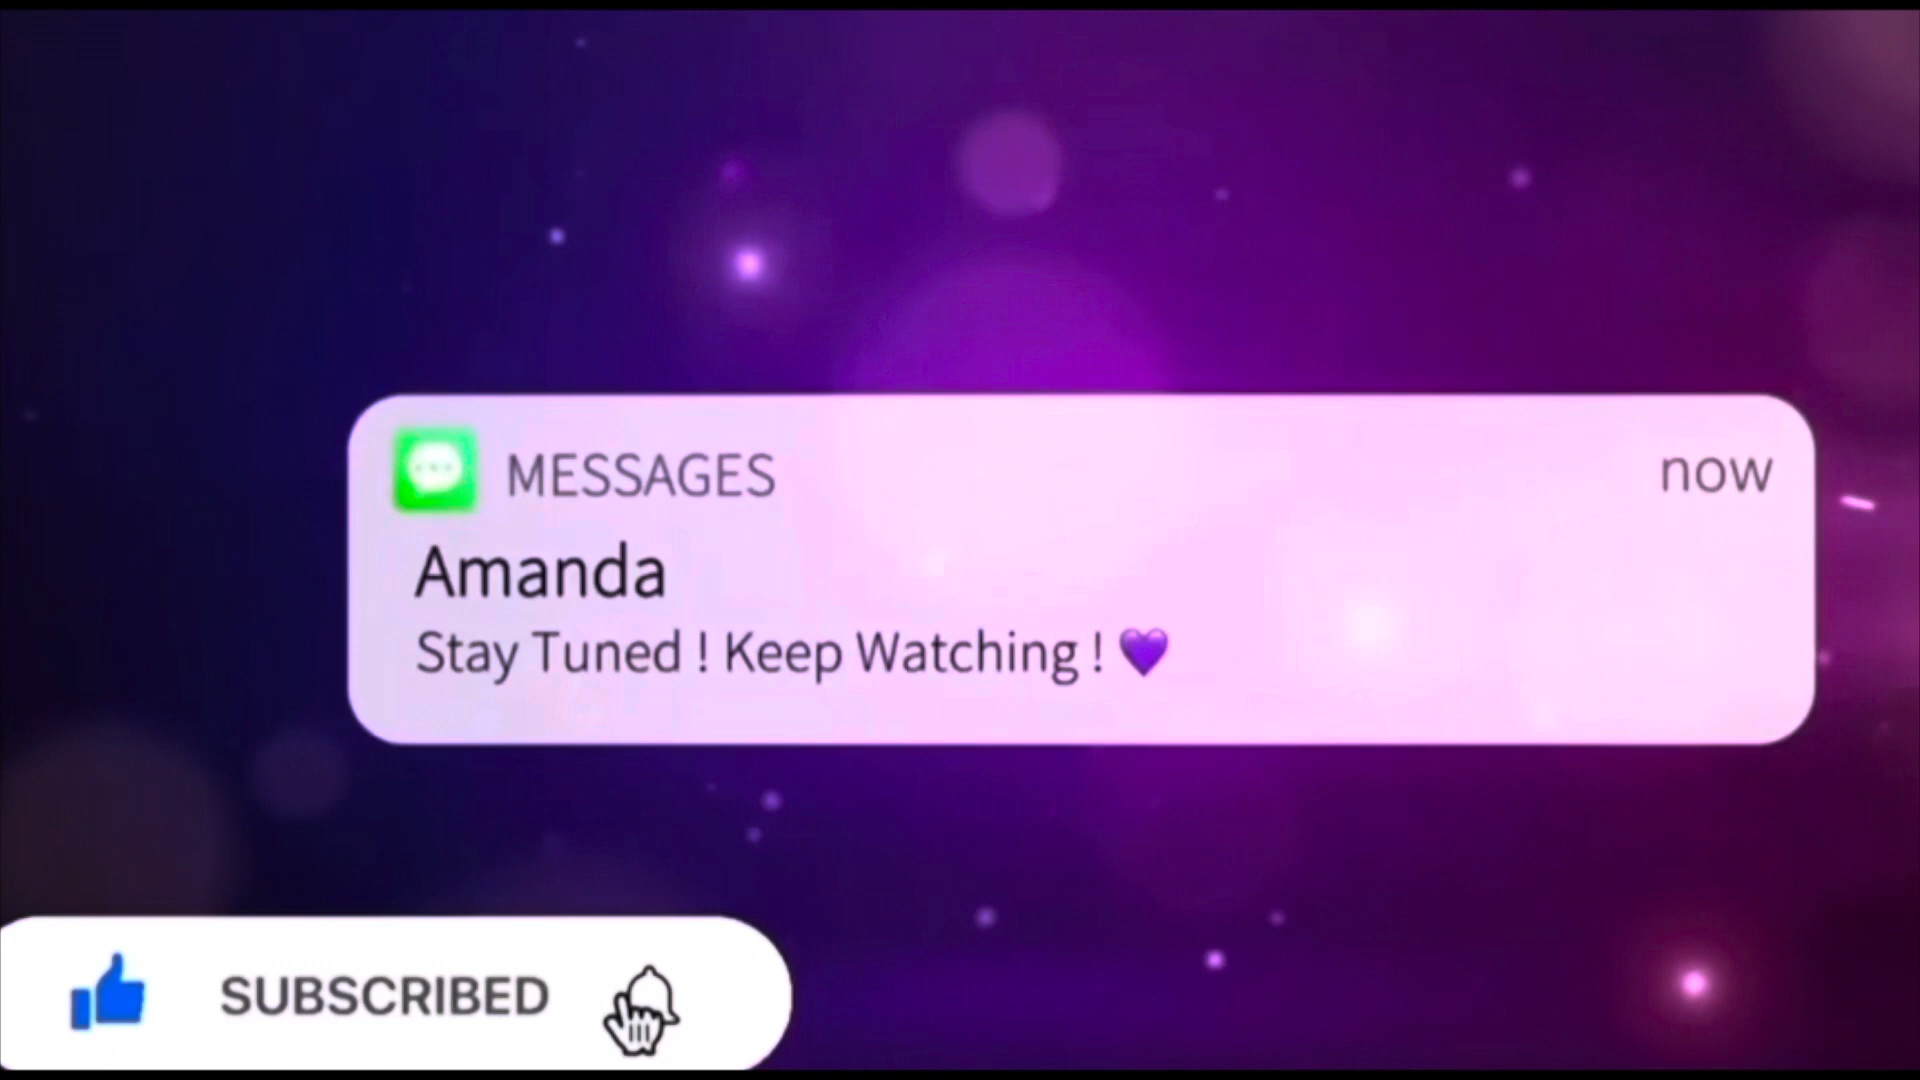 MESSAGES
now
Amanda
Stay Tuned ! Keep Watching ! 💜
SUBSCRIBED